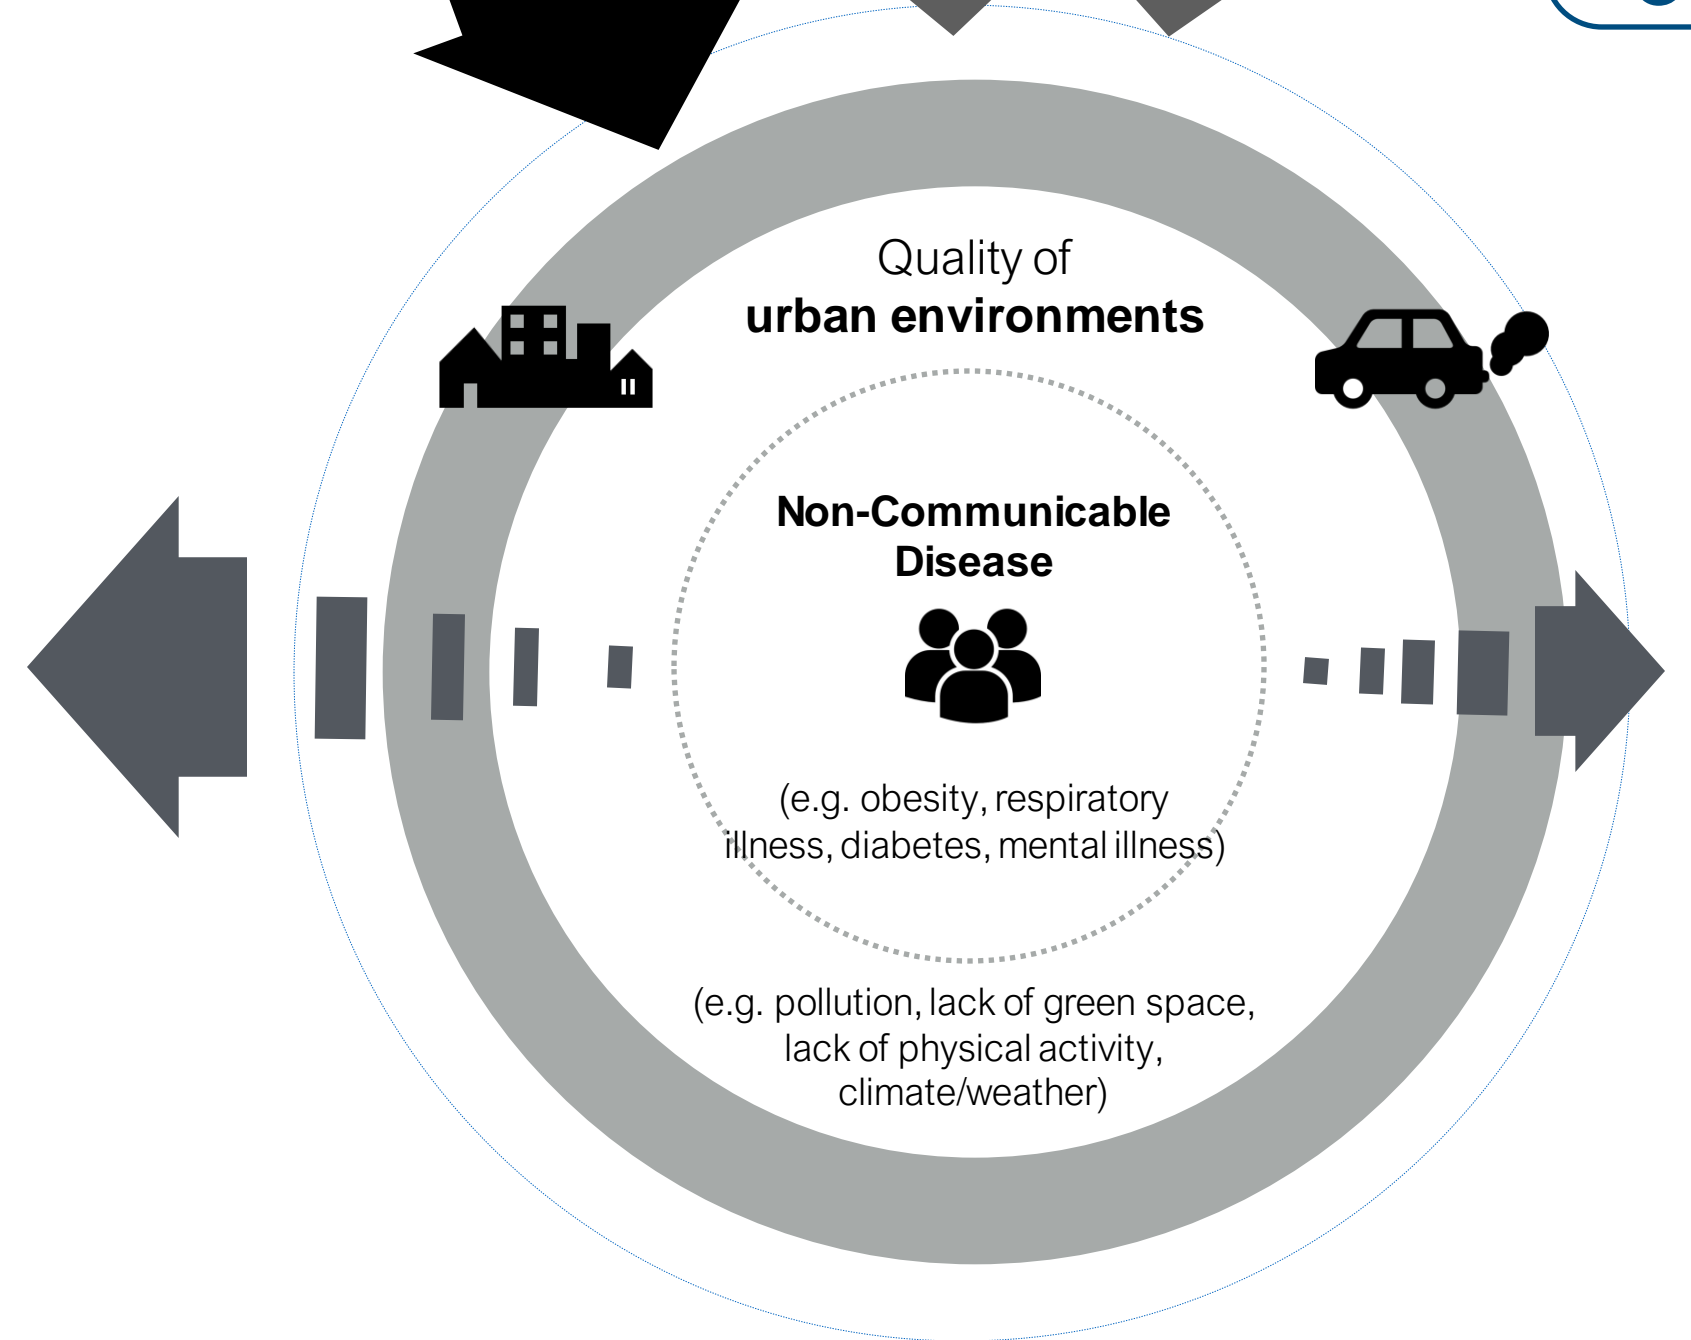 Quality of
urban environments
Non-Communicable
Disease
(e.g. obesity, respiratory
illness, diabetes, mental illness)
(e.g. pollution, lack of green space,
lack of physical activity,
climate/weather)